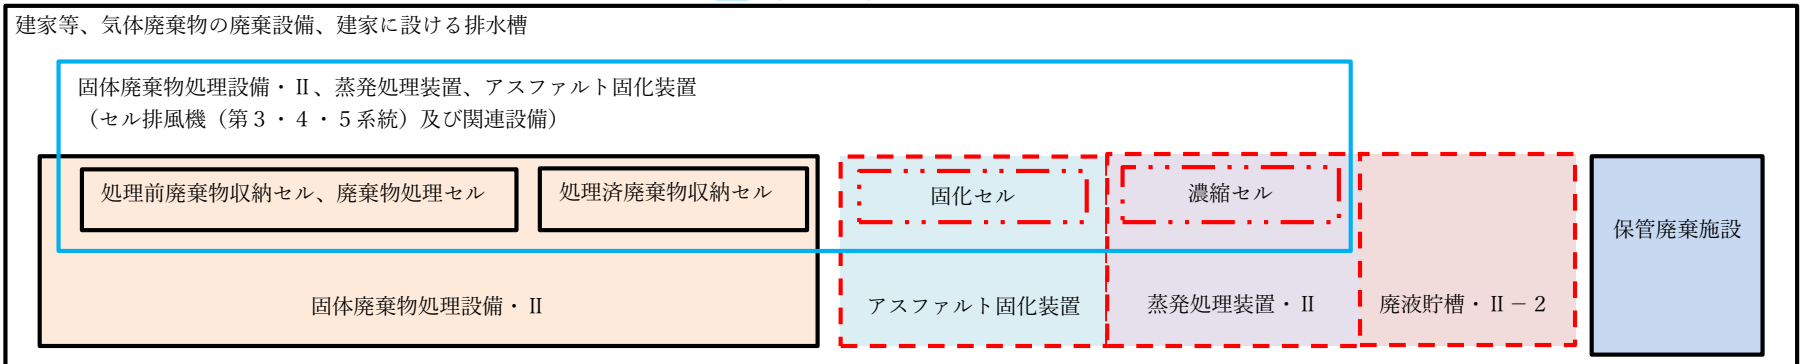 建家等、気体廃棄物の廃棄設備、建家に設ける排水槽
固体廃棄物処理設備・Ⅱ、蒸発処理装置、アスファルト固化装置
（セル排風機（第３・４・５系統）及び関連設備）
処理前廃棄物収納セル、廃棄物処理セル
処理済廃棄物収納セル
固化セル
濃縮セル
保管廃棄施設
固体廃棄物処理設備・Ⅱ
アスファルト固化装置
蒸発処理装置・Ⅱ
廃液貯槽・Ⅱ－２